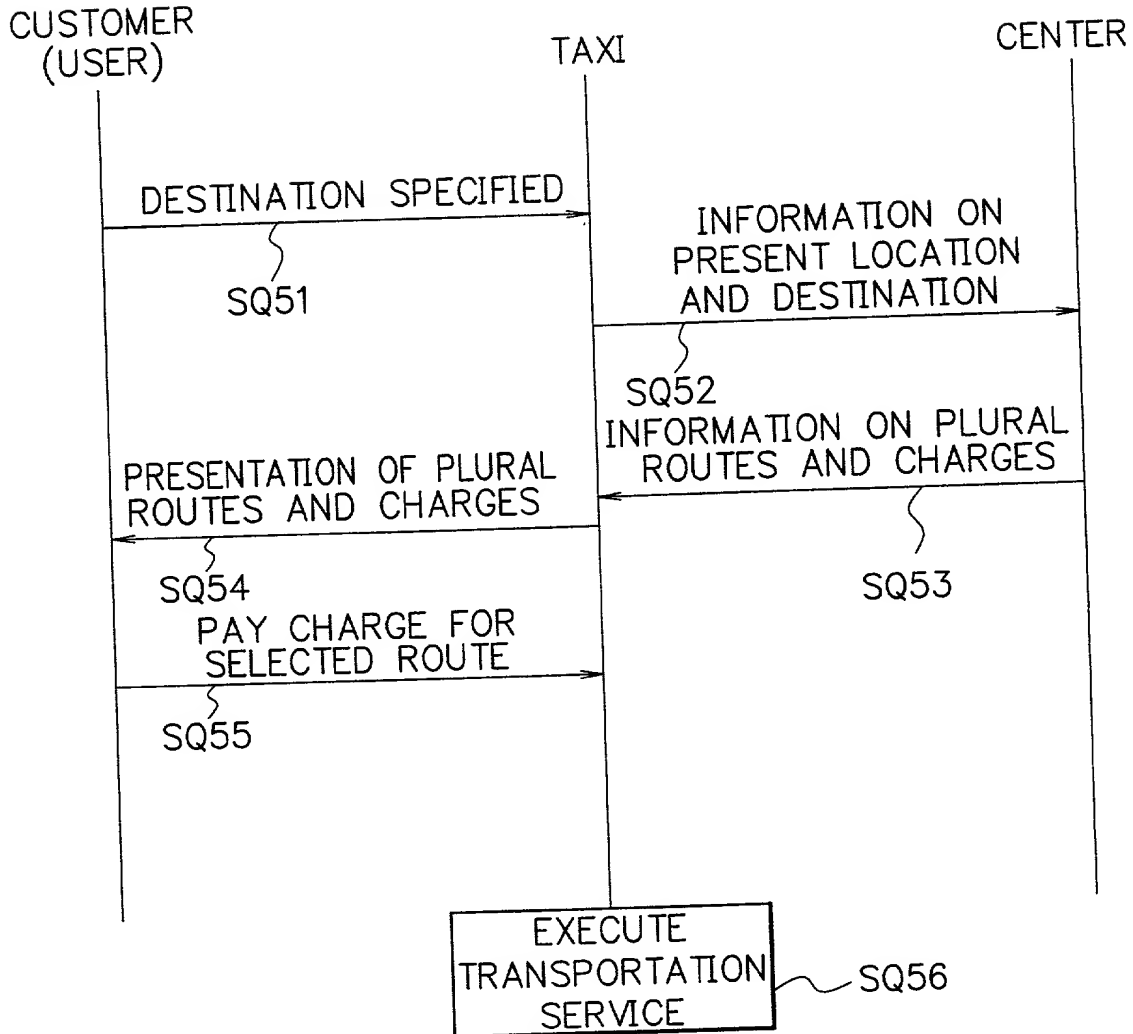 CUSTOMER
(USER)
TAXI
CENTER
DESTINATION SPECIFIED
SQ51
INFORMATION ON
PRESENT LOCATION
AND DESTINATION
SQ52
INFORMATION ON PLURAL
ROUTES AND CHARGES
SQ53
PRESENTATION OF PLURAL
ROUTES AND CHARGES
SQ54
PAY CHARGE FOR
SELECTED ROUTE
SQ55
EXECUTE
TRANSPORTATION
SERVICE
SQ56